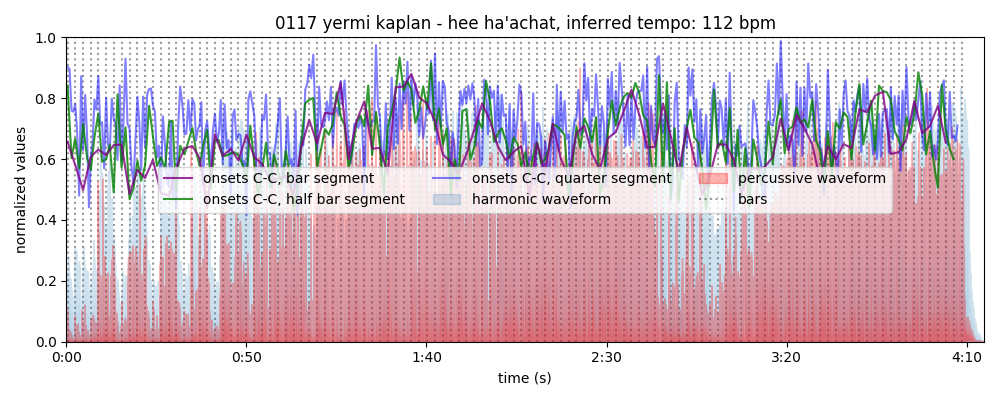 0117 yermi kaplan - hee ha'achat, inferred tempo: 112 bpm
1.0
0.8
0.6
0.4
0.2
0.0
normalized values
onsets C-C, bar segment
onsets C-C, half bar segment
onsets C-C, quarter segment
harmonic waveform
percussive waveform
bars
0:00 0:50 1:40 2:30 3:20 4:10
time (s)